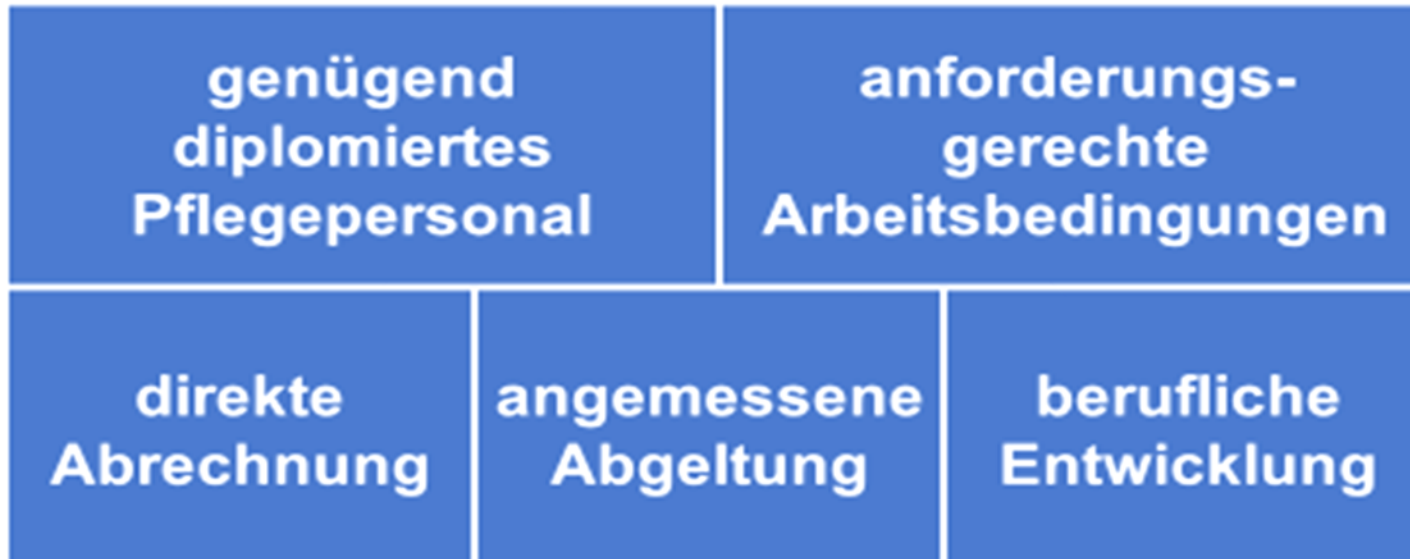 genügend
diplomiertes
Pflegepersonal
anforderungs-
gerechte
Arbeitsbedingungen
direkte
Abrechnung
angemessene
Abgeltung
berufliche
Entwicklung